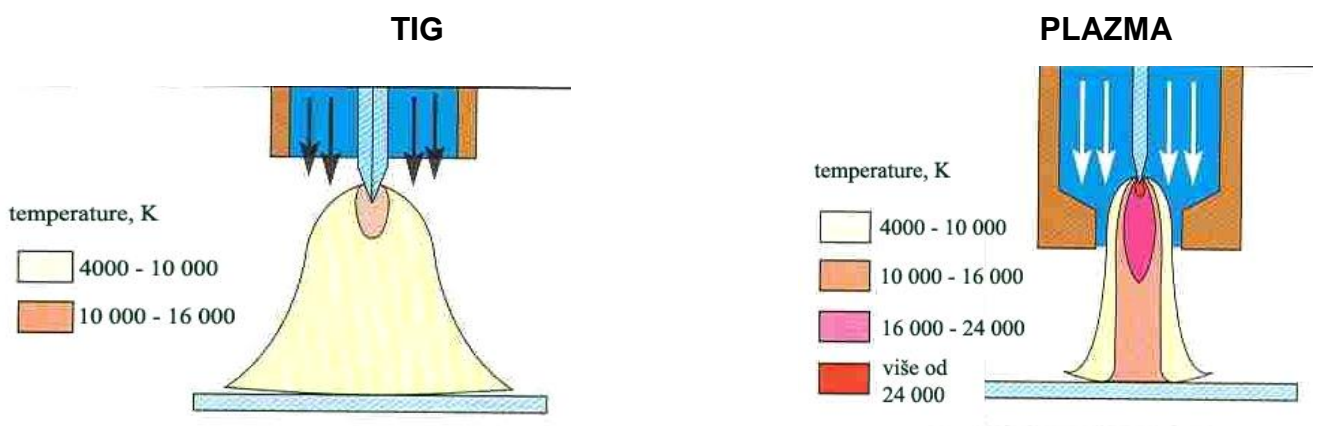 TIG
temperature, K
4000 - 10 000
10 000 - 16 000
PLAZMA
temperature, K
4000 - 10 000
10 000 - 16 000
16 000 - 24 000
više od
24 000